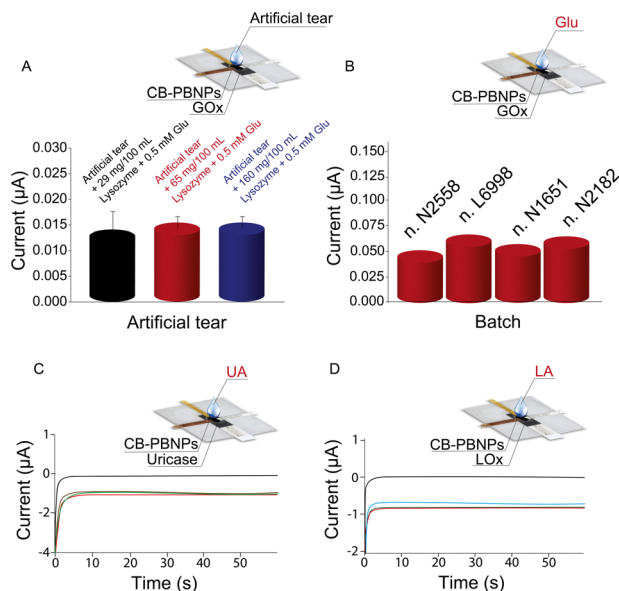 A
Artificial tear
CB-PBNPs
GOx
Artificial tear
+ 29 mg/100 mL
Lysozyme + 0.5 mM Glu
Artificial tear
+ 65 mg/100 mL
Lysozyme + 0.5 mM Glu
Artificial tear
+ 160 mg/100 mL
Lysozyme + 0.5 mM Glu
Current (µA)
0.030
0.025
0.020
0.015
0.010
0.005
0.000
Artificial tear
B
Glu
CB-PBNPs
GOx
Current (µA)
0.150
0.125
0.100
0.075
0.050
0.025
0.000
n. N2558
n. L6998
n. N1651
n. N2182
Batch
C
UA
CB-PBNPs
Uricase
Current (µA)
1
0
-2
-4
0
10
20
30
40
50
Time (s)
D
LA
CB-PBNPs
LOx
Current (µA)
1
0
-1
-2
0
10
20
30
40
50
Time (s)